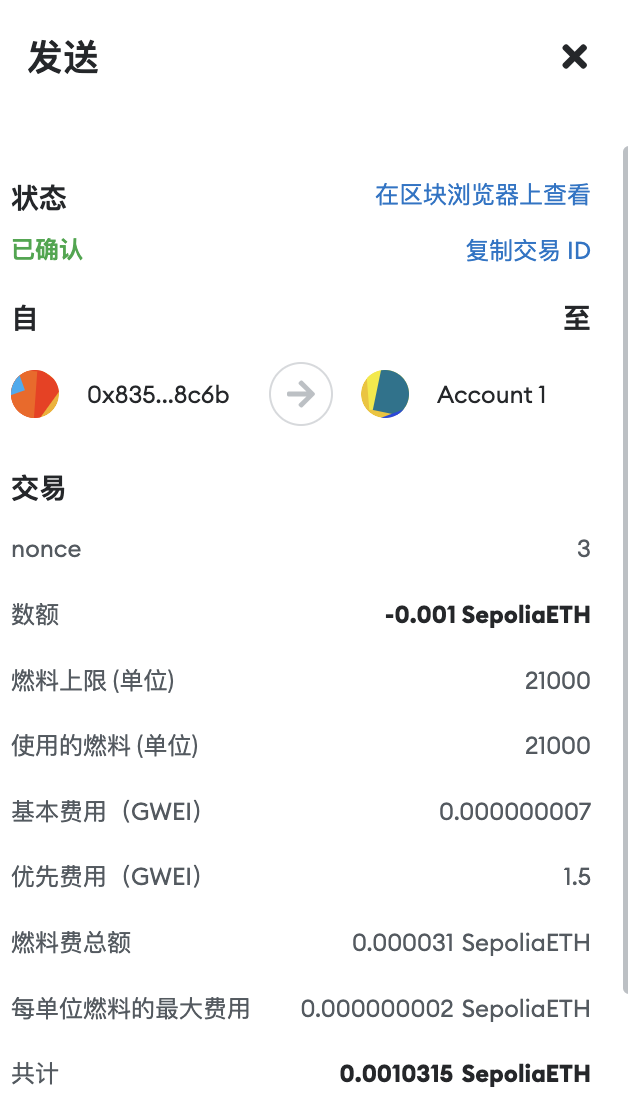 发送
状态 在区块浏览器上查看
已确认 复制交易 ID
自 至
0x835...8c6b Account 1
交易
nonce 3
数额 -0.001 SepoliaETH
燃料上限 (单位) 21000
使用的燃料 (单位) 21000
基本费用（GWEI） 0.000000007
优先费用（GWEI） 1.5
燃料费总额 0.000031 SepoliaETH
每单位燃料的最大费用 0.000000002 SepoliaETH
共计 0.0010315 SepoliaETH